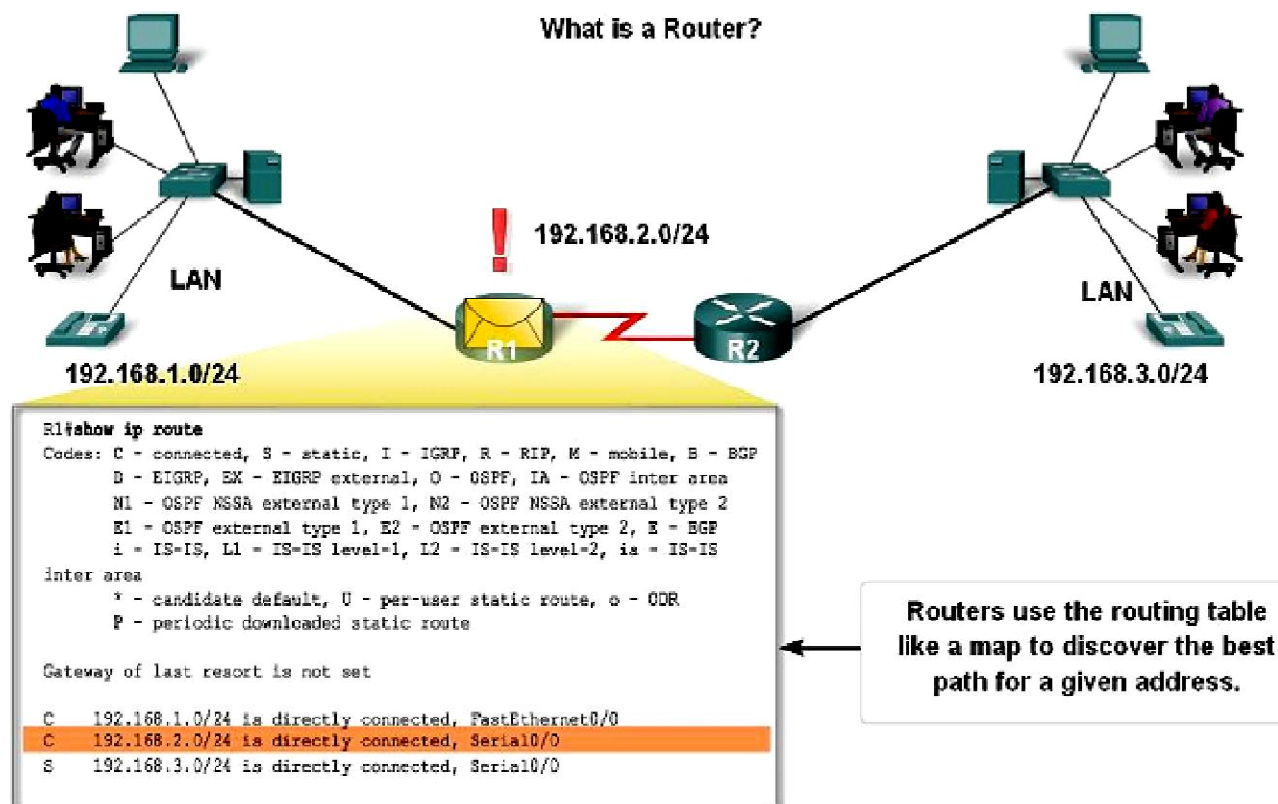 What is a Router?
192.168.2.0/24
LAN
LAN
R1
R2
192.168.1.0/24
192.168.3.0/24
R1#show ip route
Codes: C - connected, S - static, I - IGRP, R - RIP, M - mobile, B - BGP
D - EIGRP, EX - EIGRP external, O - OSPF, IA - OSPF inter area
N1 - OSPF NSSA external type 1, N2 - OSPF NSSA external type 2
E1 - OSPF external type 1, E2 - OSPF external type 2, E - EGP
i - IS-IS, L1 - IS-IS level-1, L2 - IS-IS level-2, ia - IS-IS
inter area
* - candidate default, U - per-user static route, o - ODR
P - periodic downloaded static route
Gateway of last resort is not set
C 192.168.1.0/24 is directly connected, FastEthernet0/0
C 192.168.2.0/24 is directly connected, Serial0/0
S 192.168.3.0/24 is directly connected, Serial0/0
Routers use the routing table
like a map to discover the best
path for a given address.